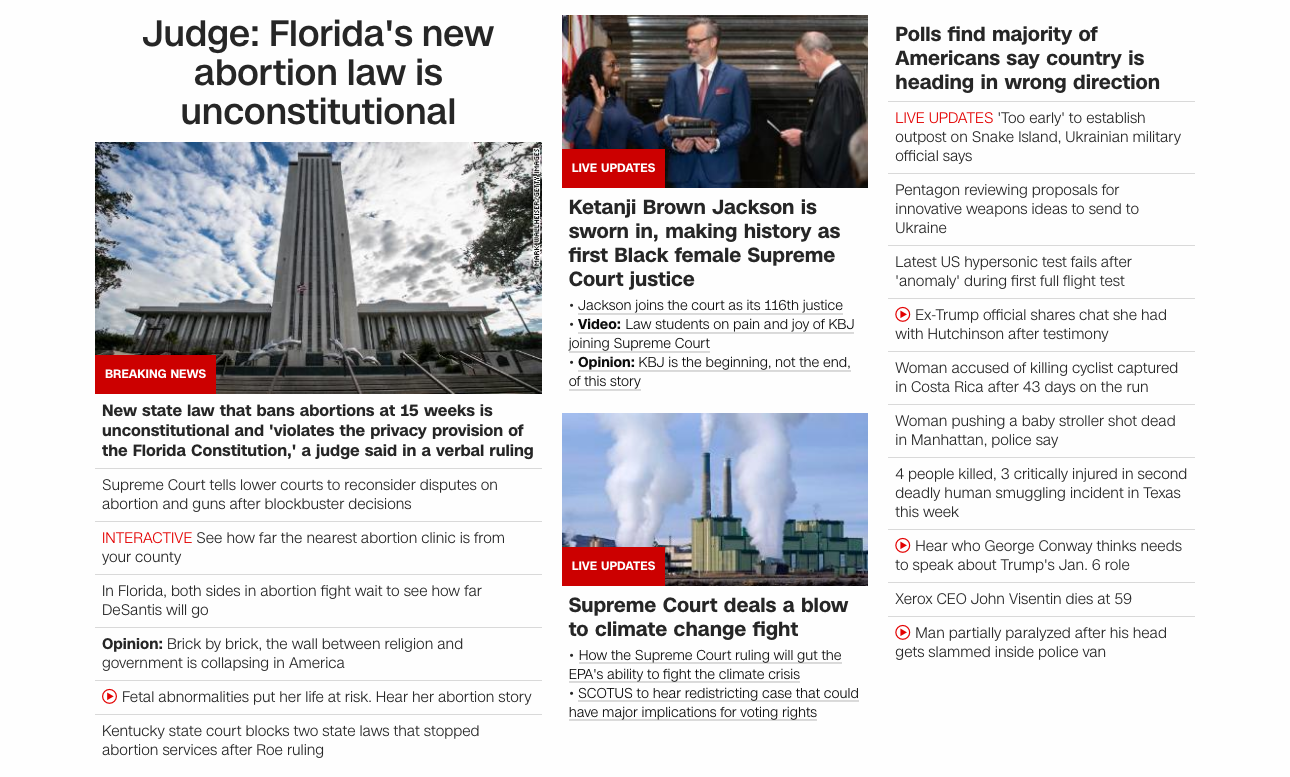 Judge: Florida's new
abortion law is
unconstitutional
BREAKING NEWS
New state law that bans abortions at 15 weeks is
unconstitutional and 'violates the privacy provision of
the Florida Constitution,' a judge said in a verbal ruling
Supreme Court tells lower courts to reconsider disputes on
abortion and guns after blockbuster decisions
INTERACTIVE See how far the nearest abortion clinic is from
your county
In Florida, both sides in abortion fight wait to see how far
DeSantis will go
Opinion: Brick by brick, the wall between religion and
government is collapsing in America
Fetal abnormalities put her life at risk. Hear her abortion story
Kentucky state court blocks two state laws that stopped
abortion services after Roe ruling
LIVE UPDATES
Ketanji Brown Jackson is
sworn in, making history as
first Black female Supreme
Court justice
• Jackson joins the court as its 116th justice
• Video: Law students on pain and joy of KBJ
joining Supreme Court
• Opinion: KBJ is the beginning, not the end,
of this story
LIVE UPDATES
Supreme Court deals a blow
to climate change fight
• How the Supreme Court ruling will gut the
EPA's ability to fight the climate crisis
• SCOTUS to hear redistricting case that could
have major implications for voting rights
Polls find majority of
Americans say country is
heading in wrong direction
LIVE UPDATES 'Too early' to establish
outpost on Snake Island, Ukrainian military
official says
Pentagon reviewing proposals for
innovative weapons ideas to send to
Ukraine
Latest US hypersonic test fails after
'anomaly' during first full flight test
Ex-Trump official shares chat she had
with Hutchinson after testimony
Woman accused of killing cyclist captured
in Costa Rica after 43 days on the run
Woman pushing a baby stroller shot dead
in Manhattan, police say
4 people killed, 3 critically injured in second
deadly human smuggling incident in Texas
this week
Hear who George Conway thinks needs
to speak about Trump's Jan. 6 role
Xerox CEO John Visentin dies at 59
Man partially paralyzed after his head
gets slammed inside police van